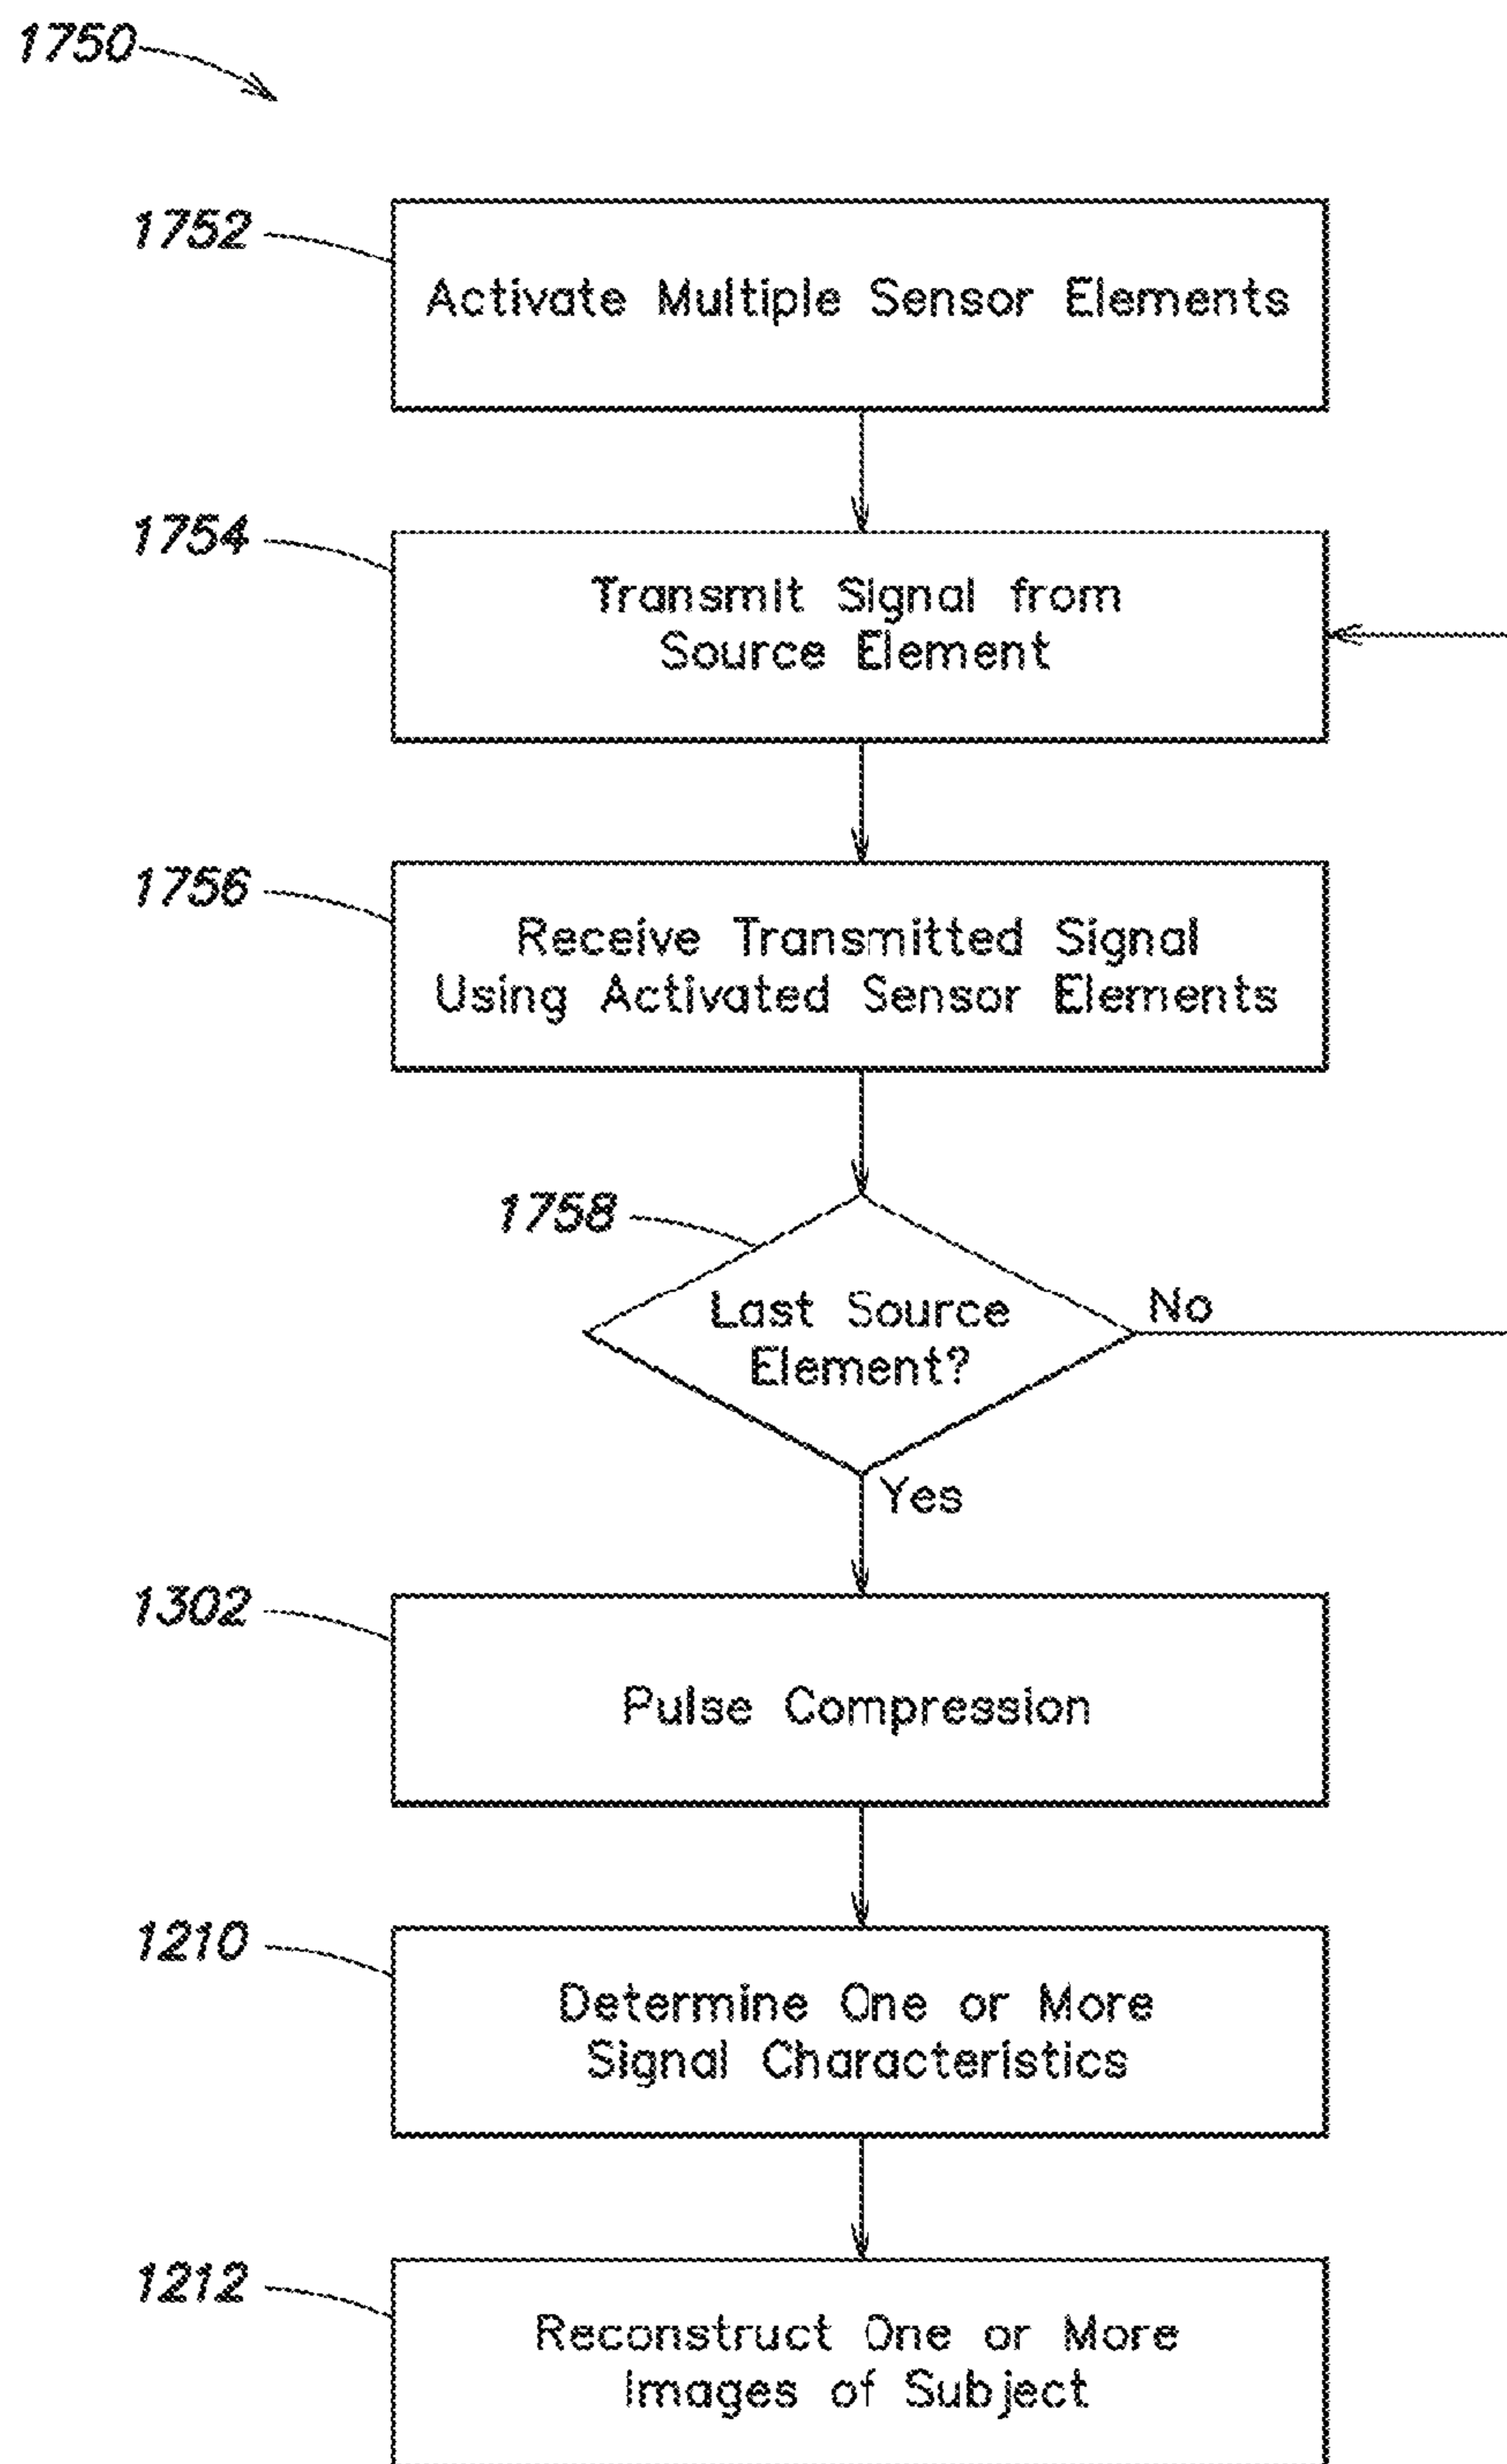 1750
1752
Activate Multiple Sensor Elements
1754
Transmit Signal from
Source Element
1756
Receive Transmitted Signal
Using Activated Sensor Elements
1758
Last Source
Element?
No
Yes
1302
Pulse Compression
1210
Determine One or More
Signal Characteristics
1212
Reconstruct One or More
Images of Subject